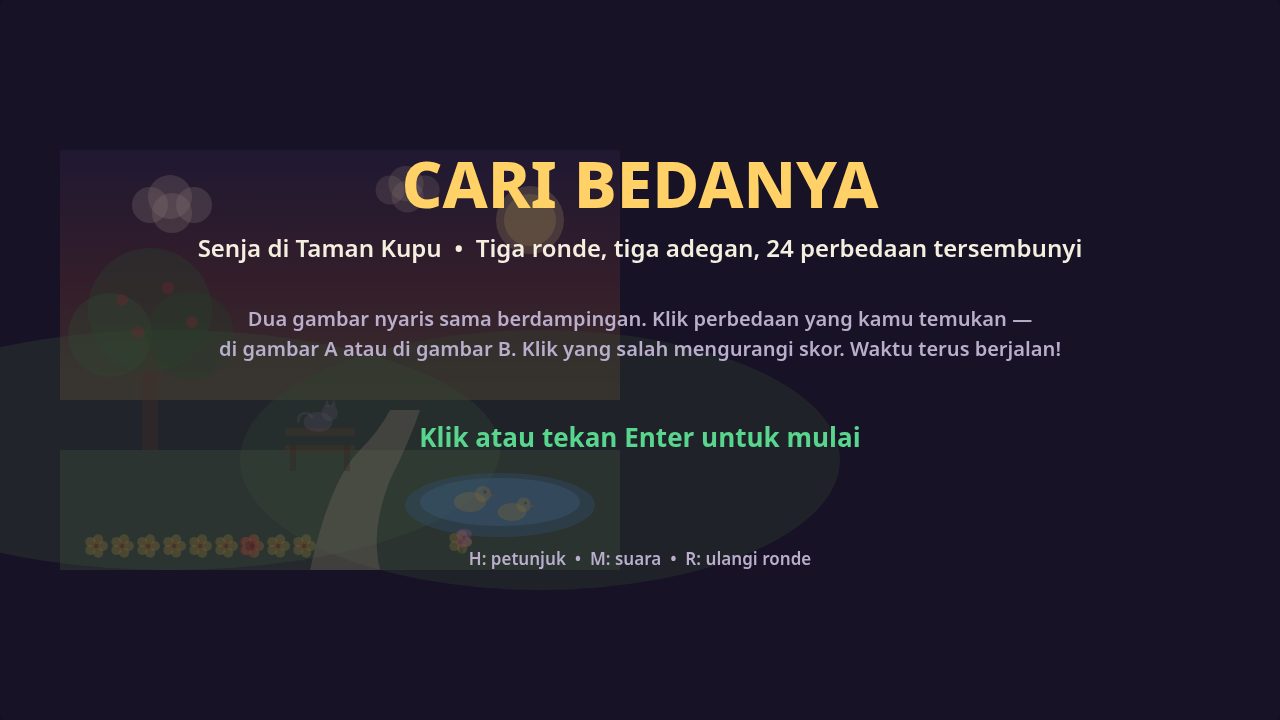 CARI BEDANYA
Senja di Taman Kupu • Tiga ronde, tiga adegan, 24 perbedaan tersembunyi
Dua gambar nyaris sama berdampingan. Klik perbedaan yang kamu temukan —
di gambar A atau di gambar B. Klik yang salah mengurangi skor. Waktu terus berjalan!
Klik atau tekan Enter untuk mulai
H: petunjuk • M: suara • R: ulangi ronde